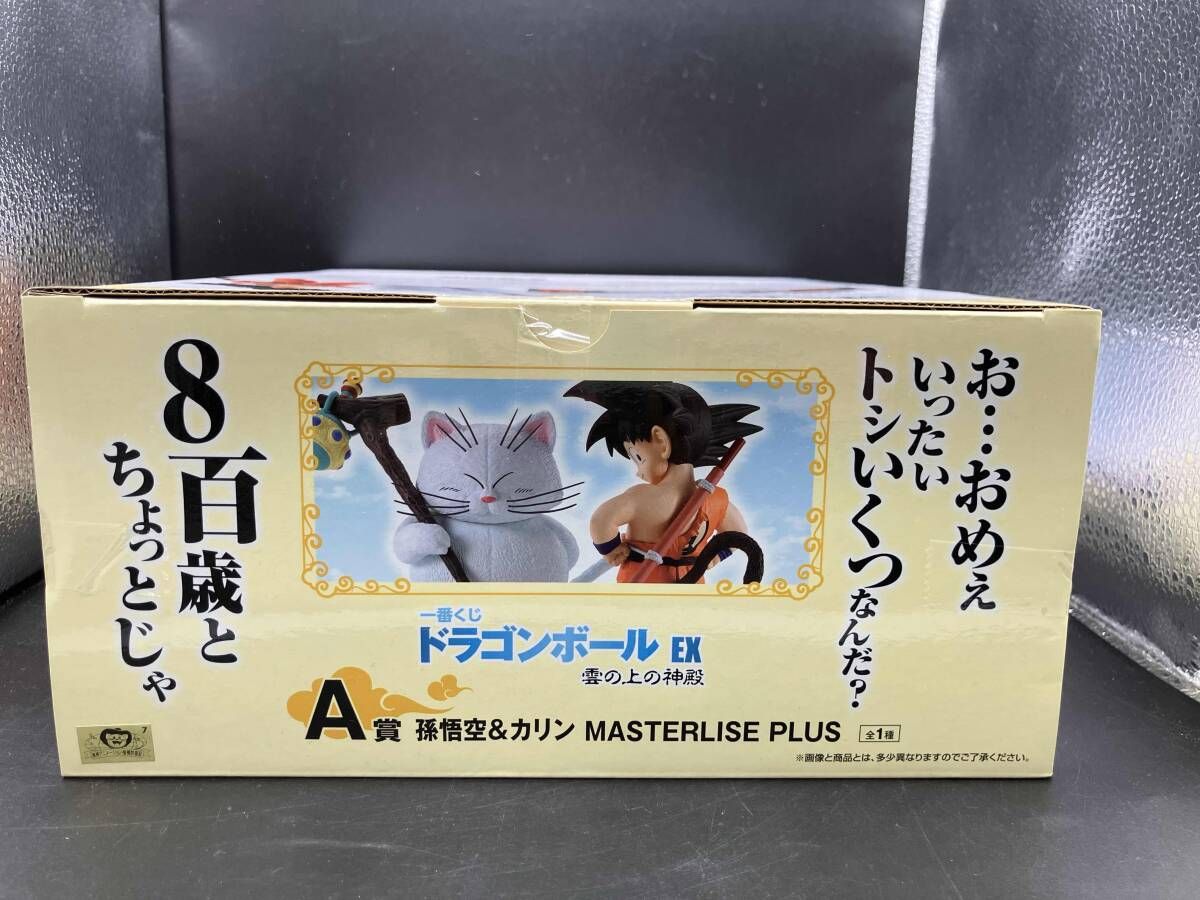 お…おめぇ
いったい
トシいくつなんだ?
8百歳と
ちょっとじゃ
一番くじ
ドラゴンボール EX
雲の上の神殿
A賞 孫悟空&カリン MASTERLISE PLUS 全1種
※画像と商品とは、多少異なりますのでご了承ください。
7